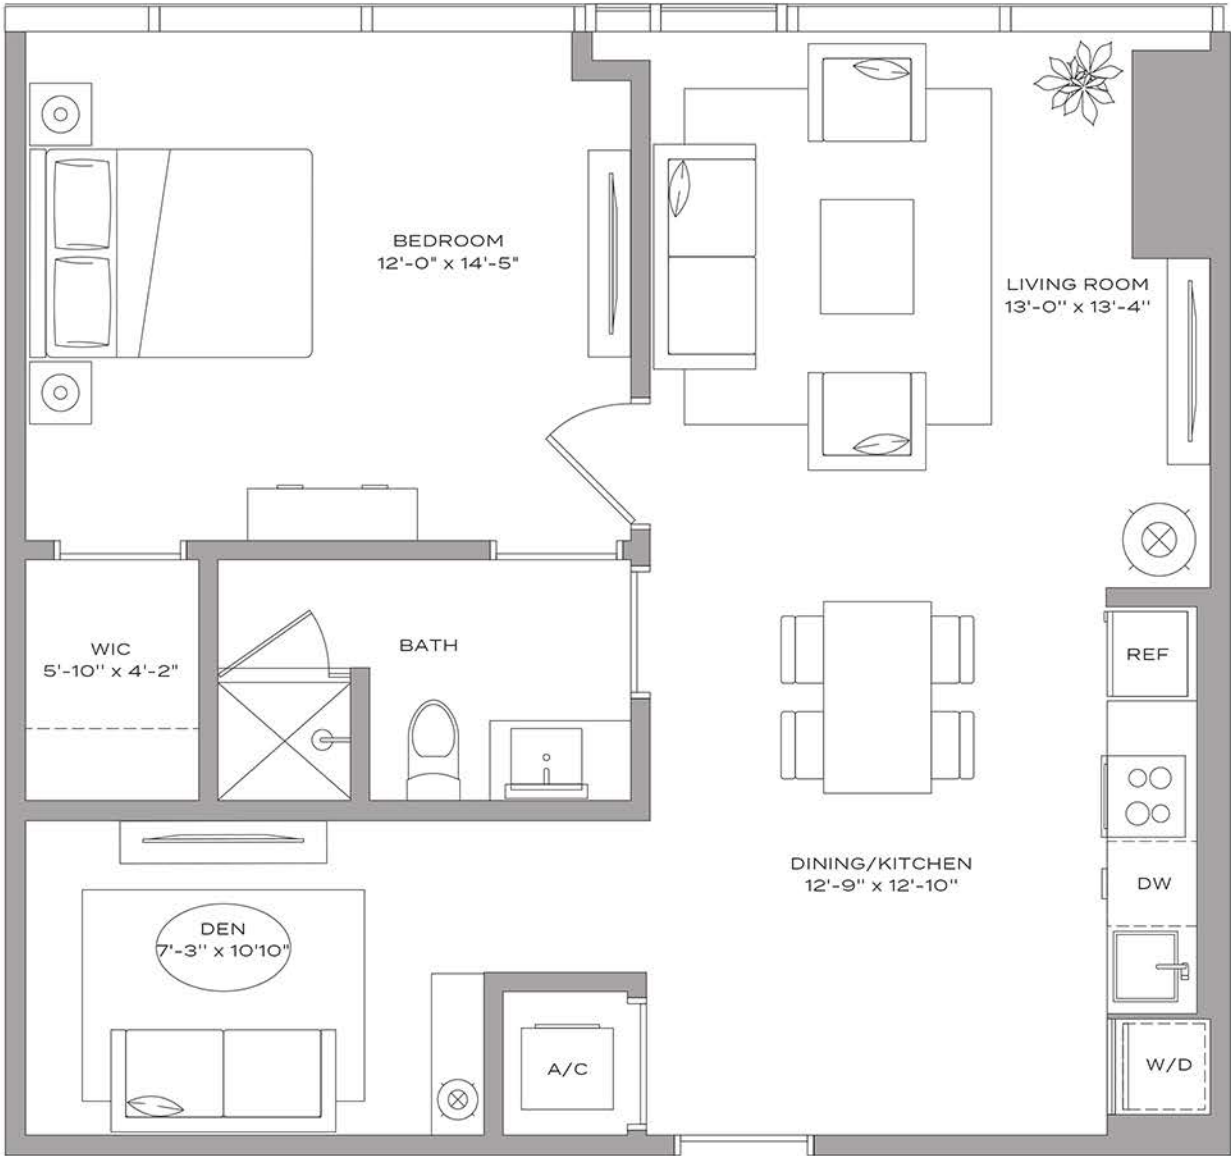 BEDROOM
12'-0" x 14'-5"
LIVING ROOM
13'-0" x 13'-4"
WIC
5'-10" x 4'-2"
BATH
REF
DINING/KITCHEN
12'-9" x 12'-10"
DW
DEN
7'-3" x 10'10"
A/C
W/D